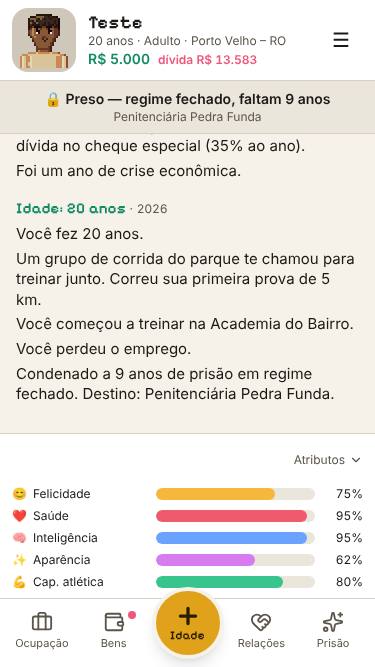 Teste
20 anos · Adulto · Porto Velho – RO
R$ 5.000 dívida R$ 13.583
🔒 Preso — regime fechado, faltam 9 anos
Penitenciária Pedra Funda
dívida no cheque especial (35% ao ano).
Foi um ano de crise econômica.
Idade: 20 anos · 2026
Você fez 20 anos.
Um grupo de corrida do parque te chamou para
treinar junto. Correu sua primeira prova de 5
km.
Você começou a treinar na Academia do Bairro.
Você perdeu o emprego.
Condenado a 9 anos de prisão em regime
fechado. Destino: Penitenciária Pedra Funda.
Atributos
😊 Felicidade 75%
❤️ Saúde 95%
🧠 Inteligência 95%
✨ Aparência 62%
💪 Cap. atlética 80%
Ocupação
Bens
Idade
Relações
Prisão